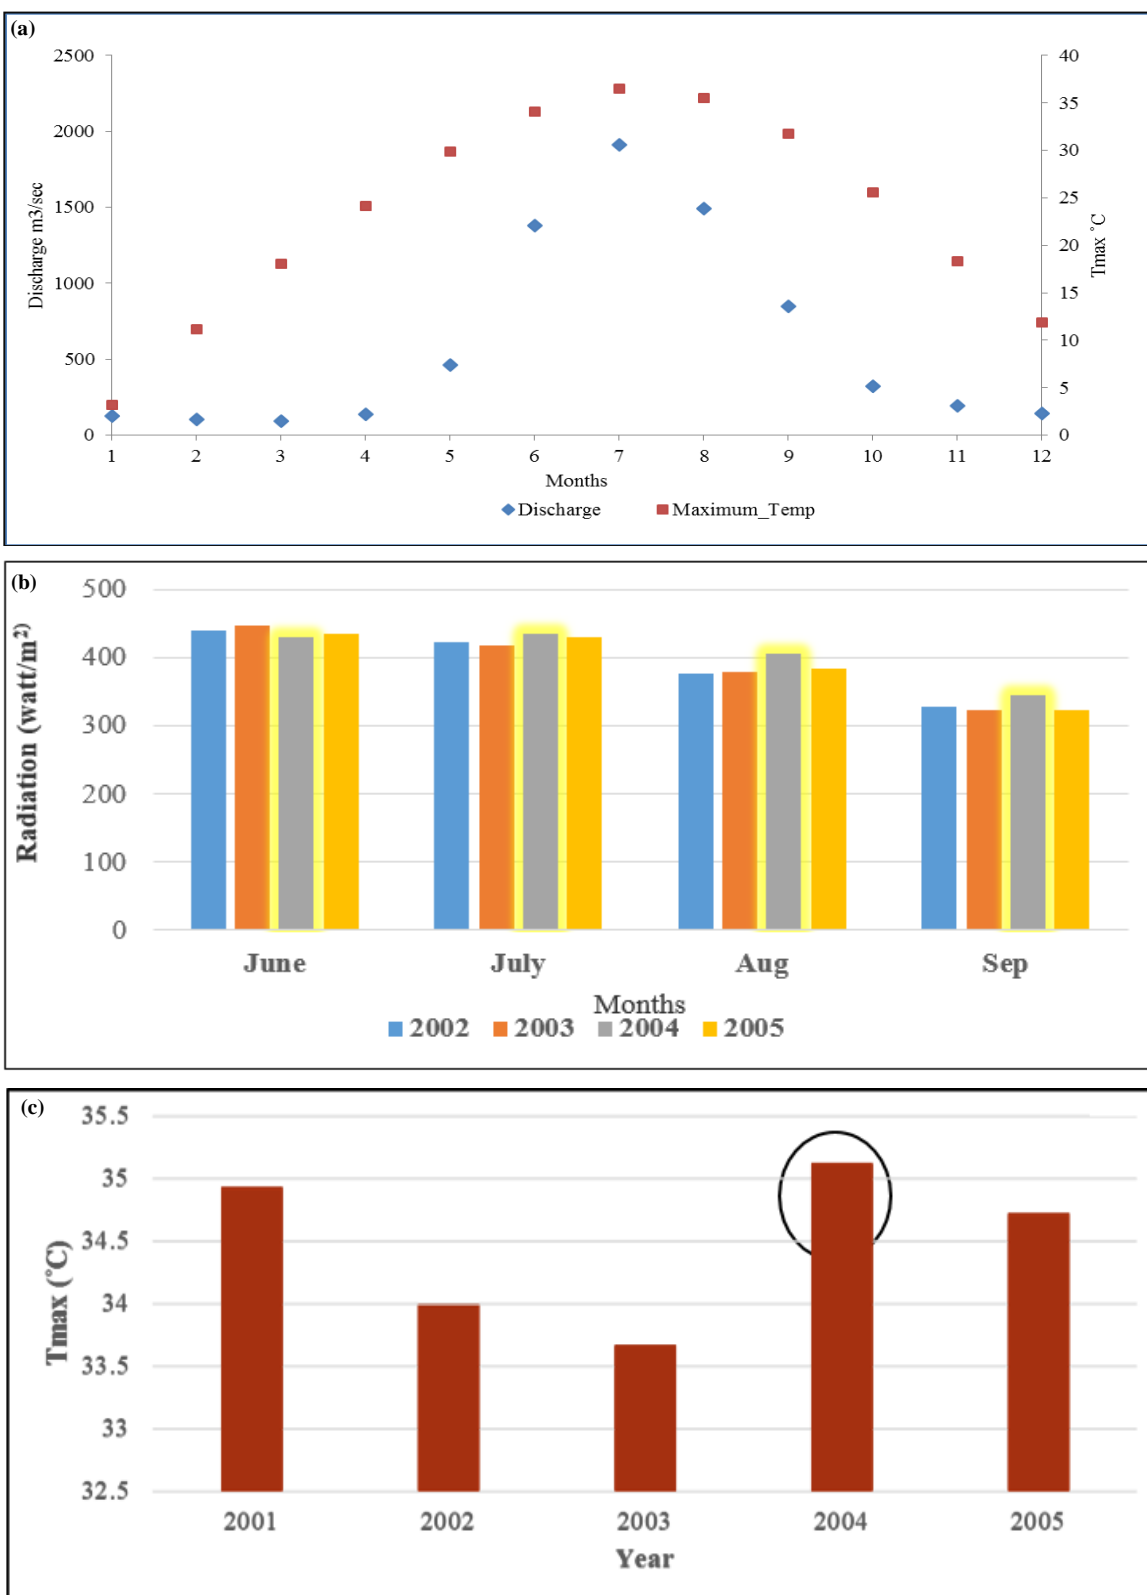 (a)
2500
2000
1500
1000
500
0
Discharge m3/sec
40
35
30
25
20
15
10
5
0
Tmax ˚C
1 2 3 4 5 6 7 8 9 10 11 12
Months
Discharge Maximum_Temp
(b)
500
400
300
200
100
0
Radiation (watt/m²)
June July Aug Sep
Months
2002 2003 2004 2005
(c)
35.5
35
34.5
34
33.5
33
32.5
Tmax (˚C)
2001 2002 2003 2004 2005
Year